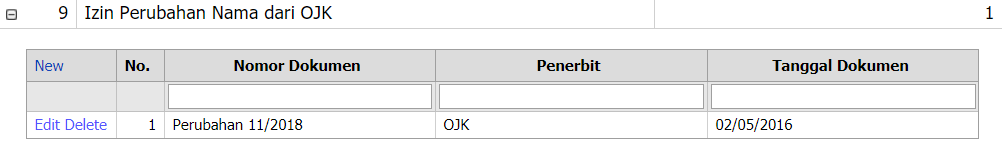 9 Izin Perubahan Nama dari OJK 1
New No. Nomor Dokumen Penerbit Tanggal Dokumen
Edit Delete 1 Perubahan 11/2018 OJK 02/05/2016